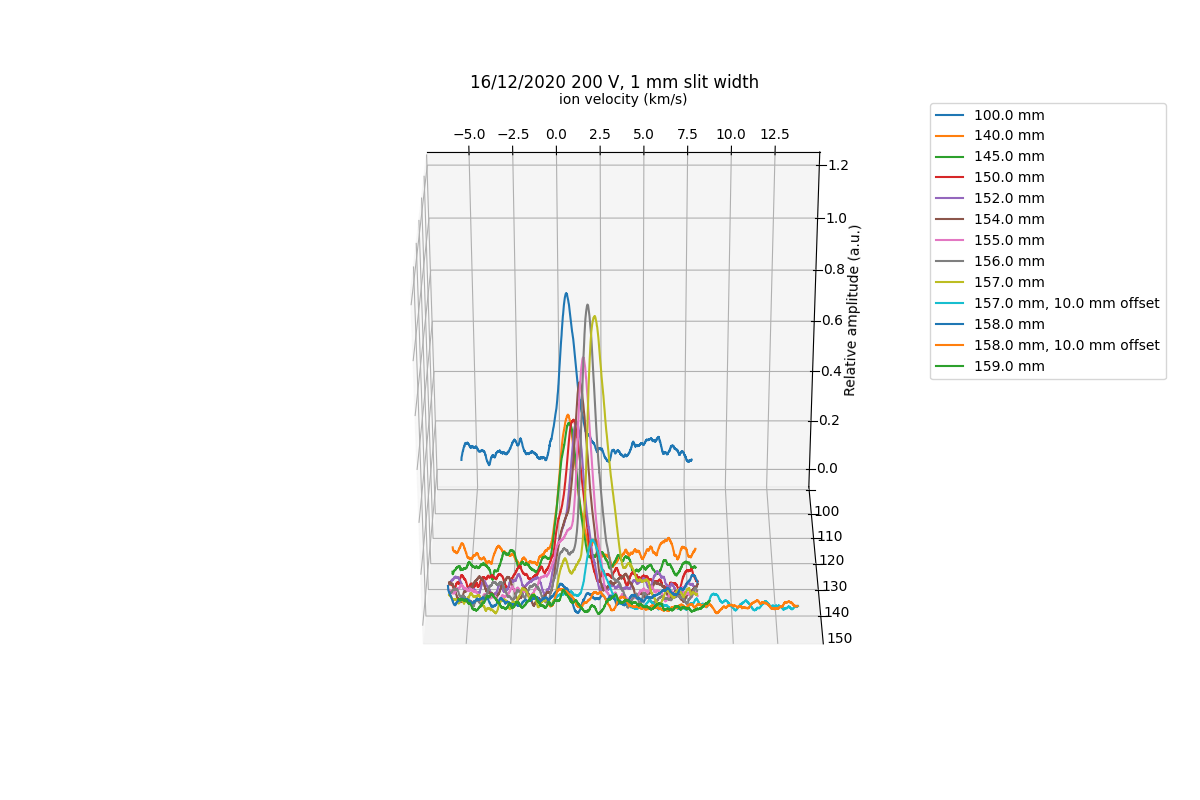 16/12/2020 200 V, 1 mm slit width
ion velocity (km/s)
−5.0 −2.5 0.0 2.5 5.0 7.5 10.0 12.5
1.2
1.0
0.8
0.6
0.4
0.2
0.0
Relative amplitude (a.u.)
100
110
120
130
140
150
100.0 mm
140.0 mm
145.0 mm
150.0 mm
152.0 mm
154.0 mm
155.0 mm
156.0 mm
157.0 mm
157.0 mm, 10.0 mm offset
158.0 mm
158.0 mm, 10.0 mm offset
159.0 mm